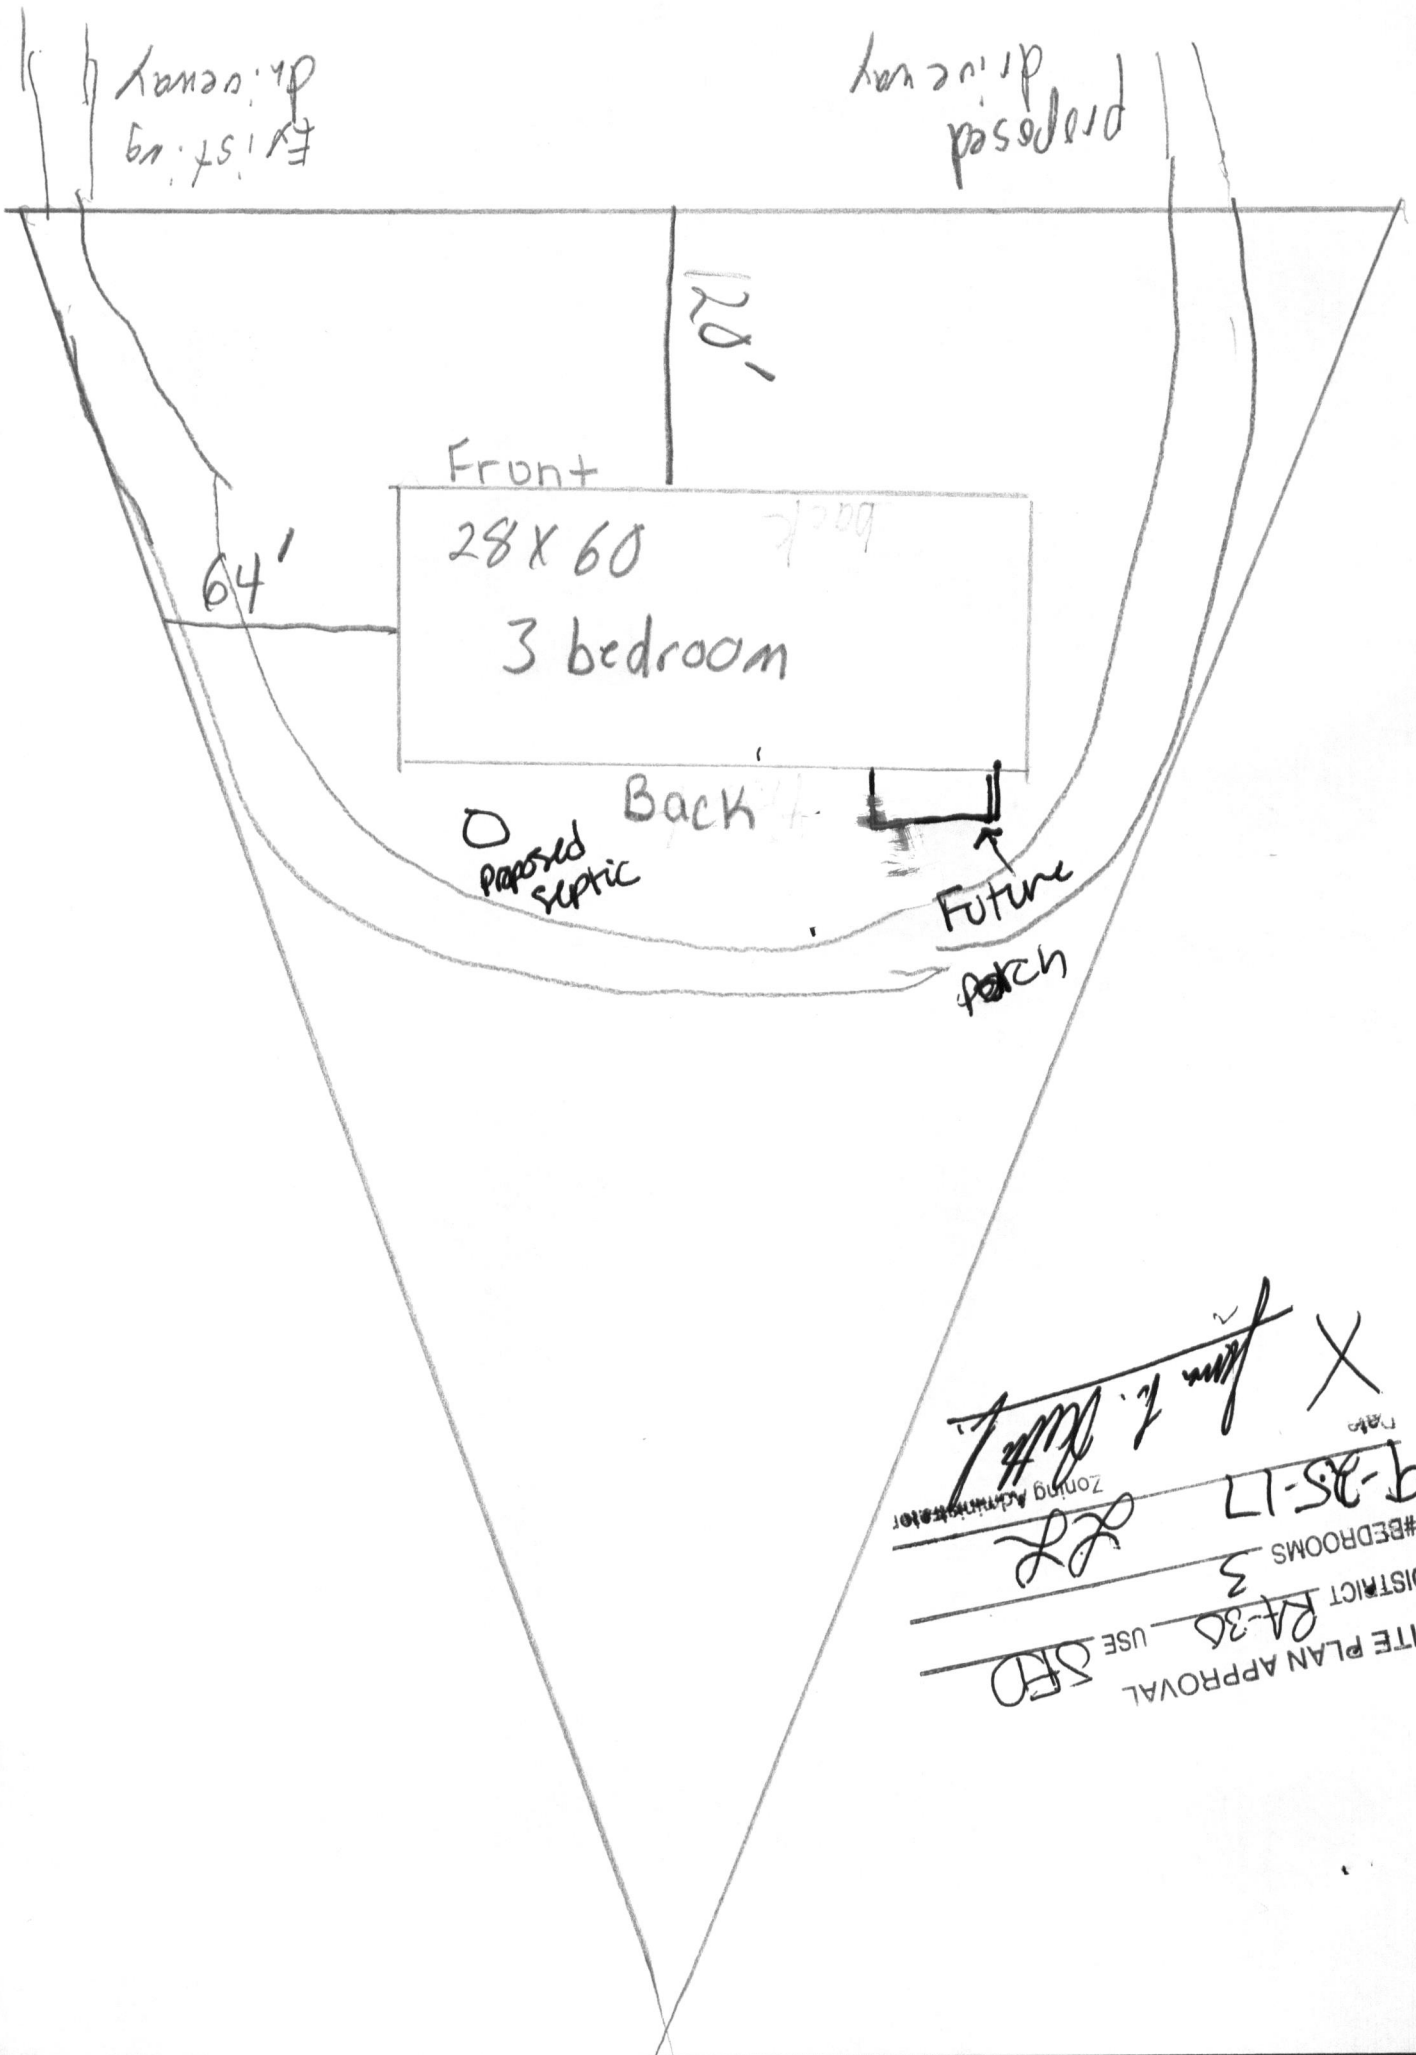 Existing
driveway
proposed
driveway
120'
Front
back
28 X 60
64'
3 bedroom
Back
Proposed
septic
Future
porch
ITE PLAN APPROVAL
DISTRICT RA-30 USE SFD
#BEDROOMS 3
9-25-17
Date Zoning Administrator
X